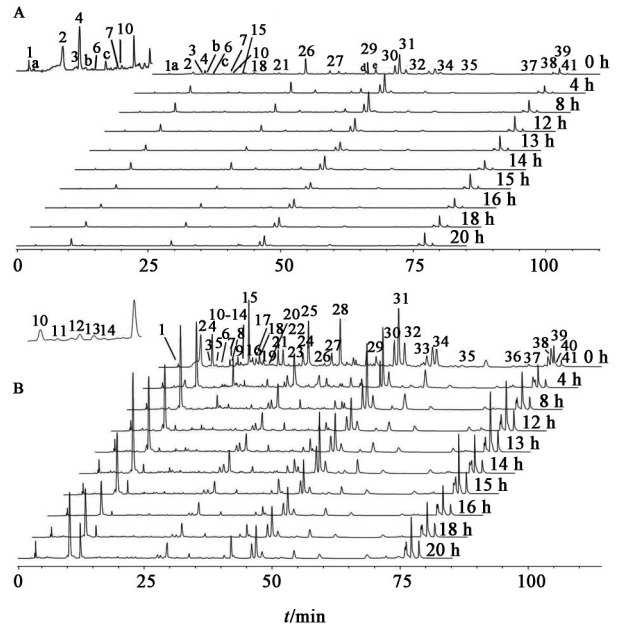 A
4
2
7 10
1
6
3
a
b
c
15
7
b 6
3
10
4 c
1a 2
18 21
26
27
29
31
30
d e
32 34 35
39
37 38 41 0 h
4 h
8 h
12 h
13 h
14 h
15 h
16 h
18 h
20 h
0 25 50 75 100
B
10
11 12 13 14
1
24
10-14
15
3 5 6 7 8
9
16
17
18
19
20
21 22
23
24
25
26 27
28
29
30
31
32
33 34 35
36
37
38
39
40
41 0 h
4 h
8 h
12 h
13 h
14 h
15 h
16 h
18 h
20 h
0 25 50 75 100
t/min